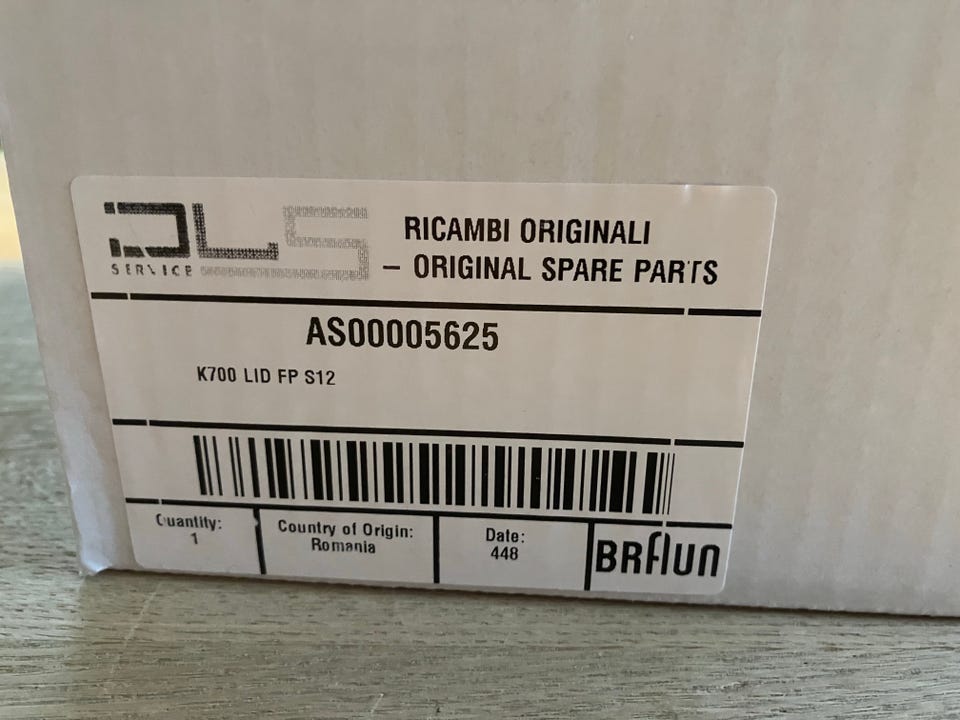 DLS
SERVICE
RICAMBI ORIGINALI
– ORIGINAL SPARE PARTS
AS00005625
K700 LID FP S12
Quantity:
1
Country of Origin:
Romania
Date:
448
BRAUN